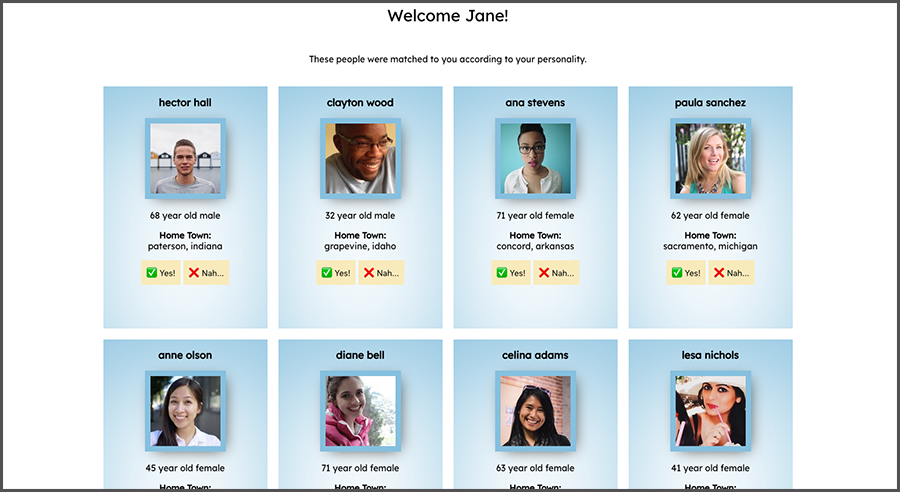 Welcome Jane!
These people were matched to you according to your personality.
hector hall
68 year old male
Home Town:
paterson, indiana
✅ Yes!
❌ Nah...
clayton wood
32 year old male
Home Town:
grapevine, idaho
✅ Yes!
❌ Nah...
ana stevens
71 year old female
Home Town:
concord, arkansas
✅ Yes!
❌ Nah...
paula sanchez
62 year old female
Home Town:
sacramento, michigan
✅ Yes!
❌ Nah...
anne olson
45 year old female
Home Town:
diane bell
71 year old female
Home Town:
celina adams
63 year old female
Home Town:
lesa nichols
41 year old female
Home Town: